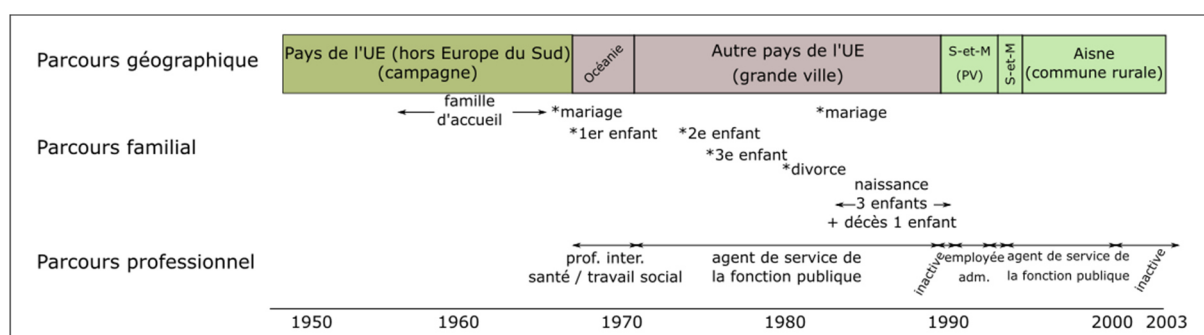 Parcours géographique
Pays de l'UE (hors Europe du Sud)
(campagne)
Océanie
Autre pays de l'UE
(grande ville)
S-et-M
(PV)
S-et-M
Aisne
(commune rurale)
Parcours familial
famille
d'accueil
*mariage
*mariage
*1er enfant
*2e enfant
*3e enfant
*divorce
naissance
3 enfants
+ décès 1 enfant
Parcours professionnel
prof. inter.
santé / travail social
agent de service de
la fonction publique
inactive
employée
adm.
agent de service de
la fonction publique
inactive
1950 1960 1970 1980 1990 2000 2003